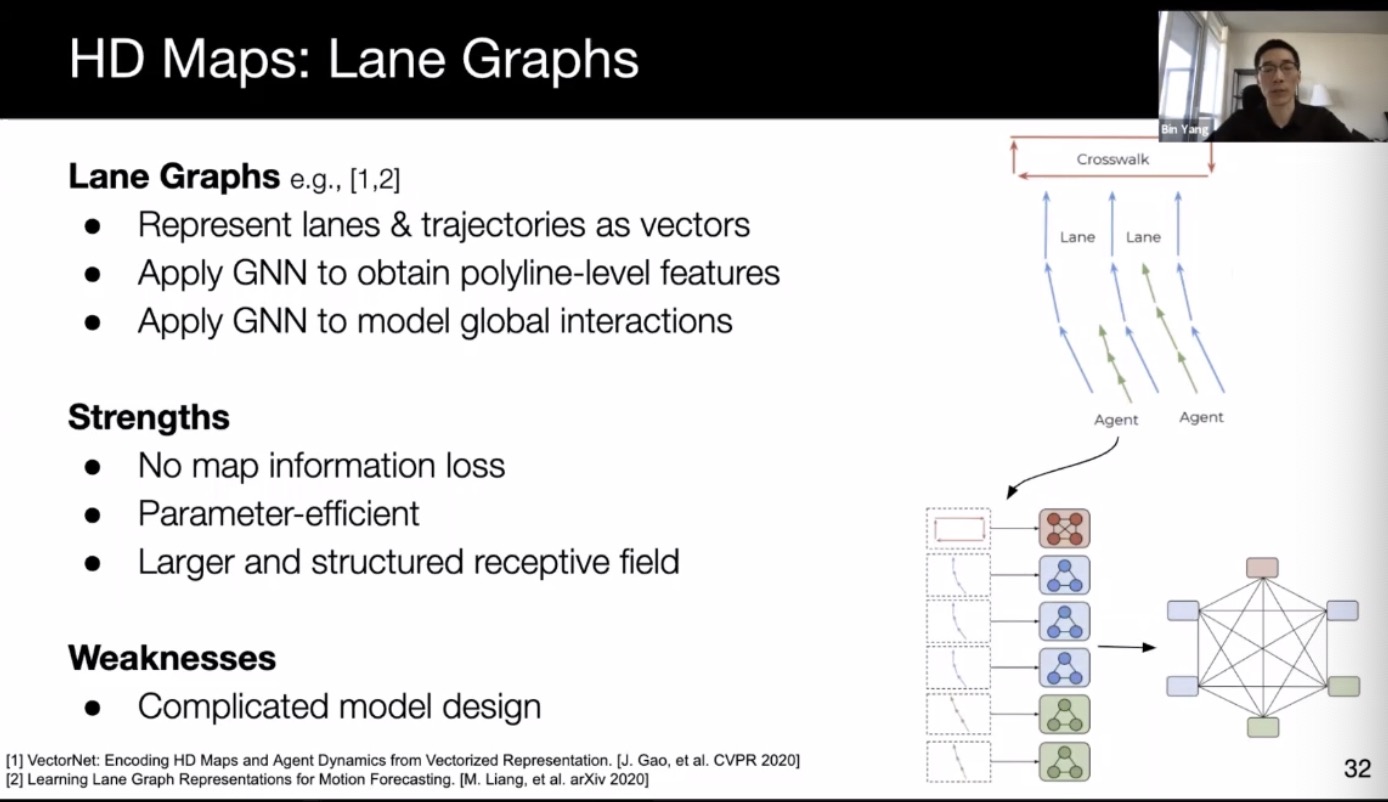 HD Maps: Lane Graphs
Bin Yang
Lane Graphs e.g., [1,2]
● Represent lanes & trajectories as vectors
● Apply GNN to obtain polyline-level features
● Apply GNN to model global interactions
Strengths
● No map information loss
● Parameter-efficient
● Larger and structured receptive field
Weaknesses
● Complicated model design
Crosswalk
Lane Lane
Agent Agent
[1] VectorNet: Encoding HD Maps and Agent Dynamics from Vectorized Representation. [J. Gao, et al. CVPR 2020]
[2] Learning Lane Graph Representations for Motion Forecasting. [M. Liang, et al. arXiv 2020]
32